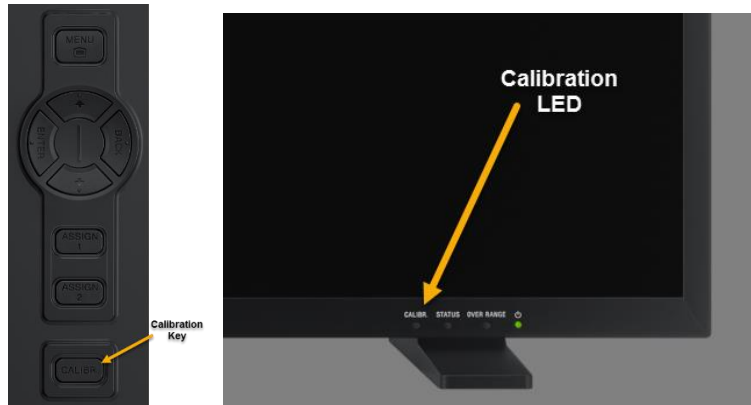 MENU
ENTER
BACK
ASSIGN
1
ASSIGN
2
CALIBR
Calibration
Key
Calibration
LED
CALIBR. STATUS OVER RANGE